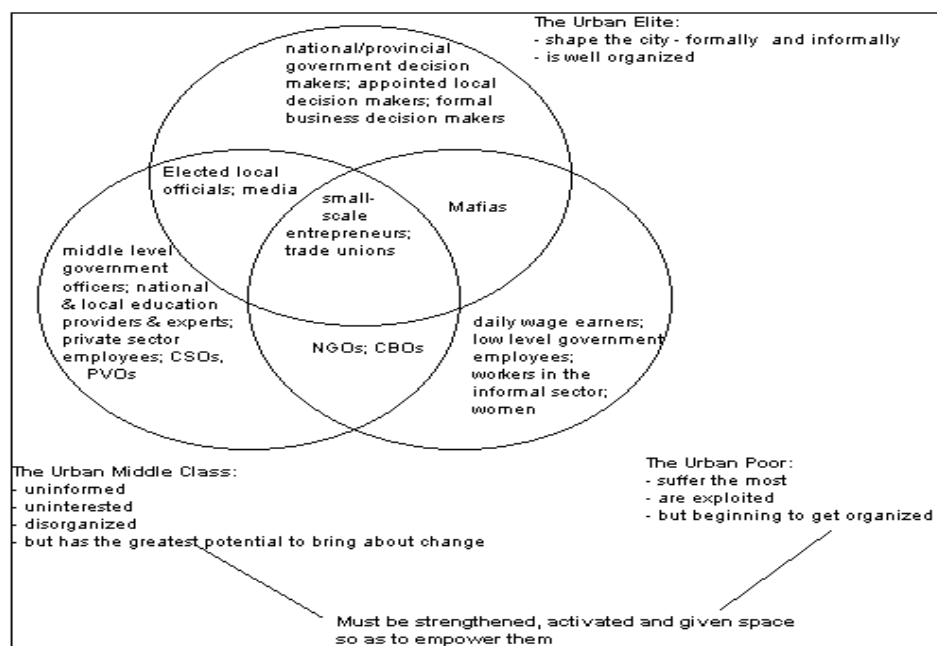 The Urban Elite:
- shape the city - formally and informally
- is well organized
national/provincial
government decision
makers; appointed local
decision makers; formal
business decision makers
Elected local
officials; media
small-
scale
entrepreneurs;
trade unions
Mafias
middle level
government
officers; national
& local education
providers & experts;
private sector
employees; CSOs,
PVOs
NGOs; CBOs
daily wage earners;
low level government
employees;
workers in the
informal sector;
women
The Urban Middle Class:
- uninformed
- uninterested
- disorganized
- but has the greatest potential to bring about change
The Urban Poor:
- suffer the most
- are exploited
- but beginning to get organized
Must be strengthened, activated and given space
so as to empower them